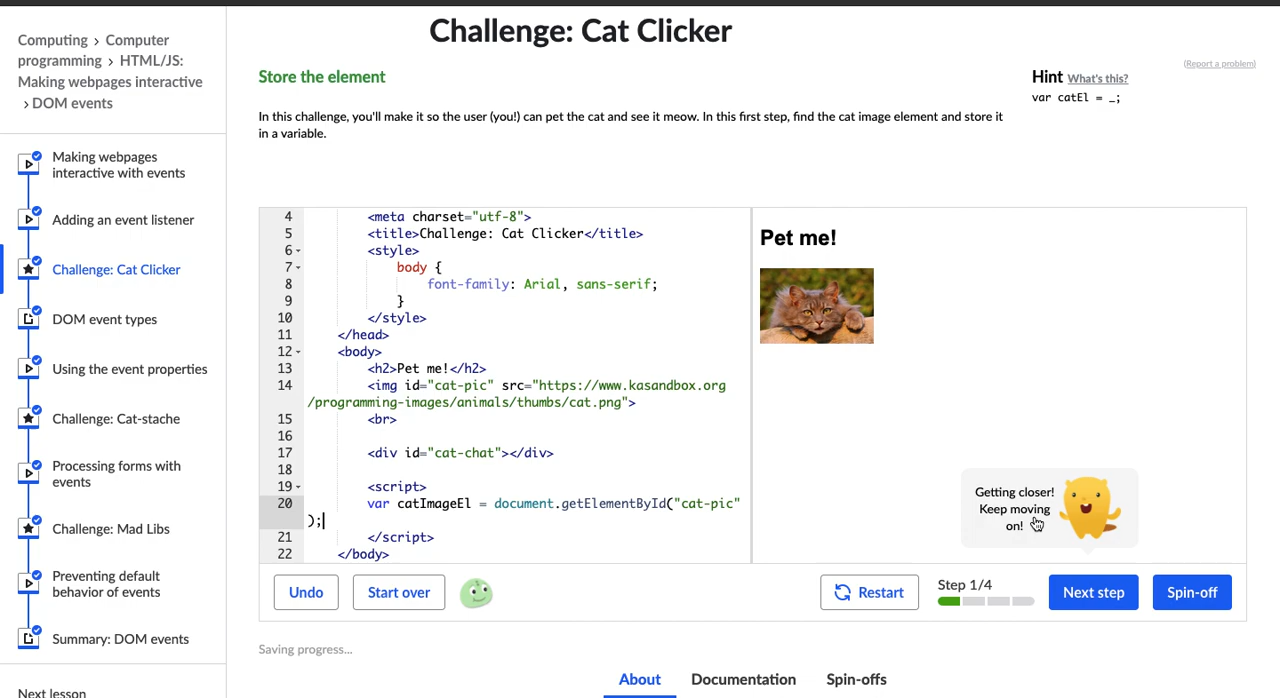 Computing › Computer
programming › HTML/JS:
Making webpages interactive
› DOM events
Making webpages
interactive with events
Adding an event listener
Challenge: Cat Clicker
DOM event types
Using the event properties
Challenge: Cat-stache
Processing forms with
events
Challenge: Mad Libs
Preventing default
behavior of events
Summary: DOM events
Next lesson
Challenge: Cat Clicker
(Report a problem)
Store the element
In this challenge, you'll make it so the user (you!) can pet the cat and see it meow. In this first step, find the cat image element and store it
in a variable.
Hint What's this?
var catEl = _;
4 <meta charset="utf-8">
5 <title>Challenge: Cat Clicker</title>
6 <style>
7 body {
8 font-family: Arial, sans-serif;
9 }
10 </style>
11 </head>
12 <body>
13 <h2>Pet me!</h2>
14 <img id="cat-pic" src="https://www.kasandbox.org
/programming-images/animals/thumbs/cat.png">
15 <br>
16
17 <div id="cat-chat"></div>
18
19 <script>
20 var catImageEl = document.getElementById("cat-pic"
);
21 </script>
22 </body>
Pet me!
Getting closer!
Keep moving
on!
Undo
Start over
Restart
Step 1/4
Next step
Spin-off
Saving progress...
About
Documentation
Spin-offs